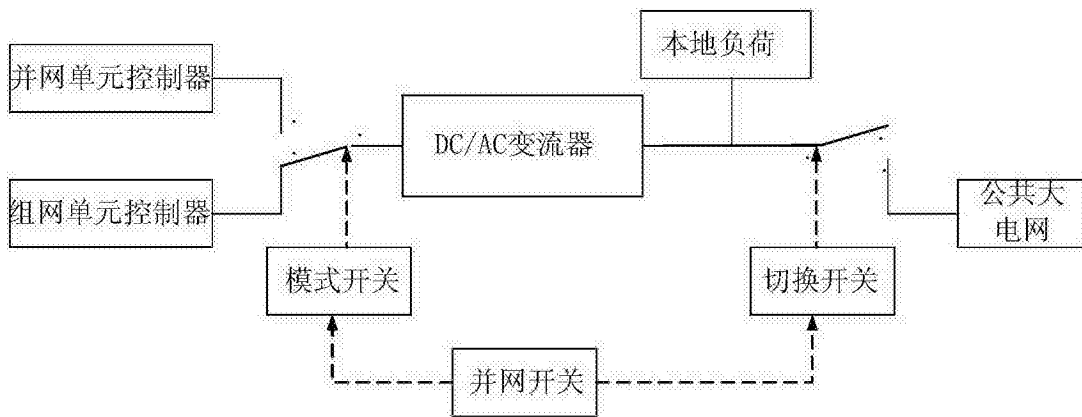 本地负荷
并网单元控制器
DC/AC变流器
组网单元控制器
公共大
电网
模式开关
切换开关
并网开关